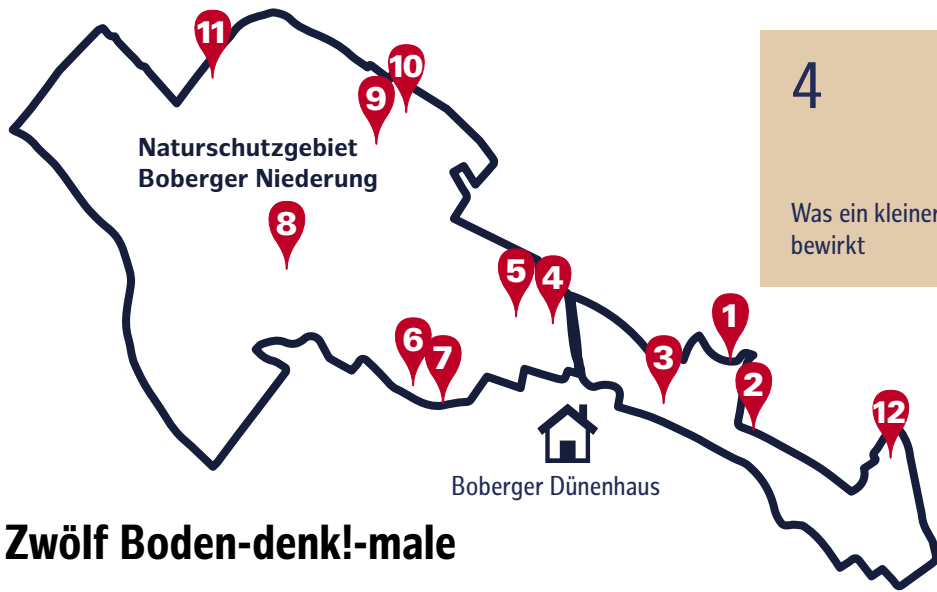 11
10
9
Naturschutzgebiet
Boberger Niederung
8
5
4
1
6
7
3
2
12
Boberger Dünenhaus
Zwölf Boden-denk!-male
4
Was ein kleiner
bewirkt